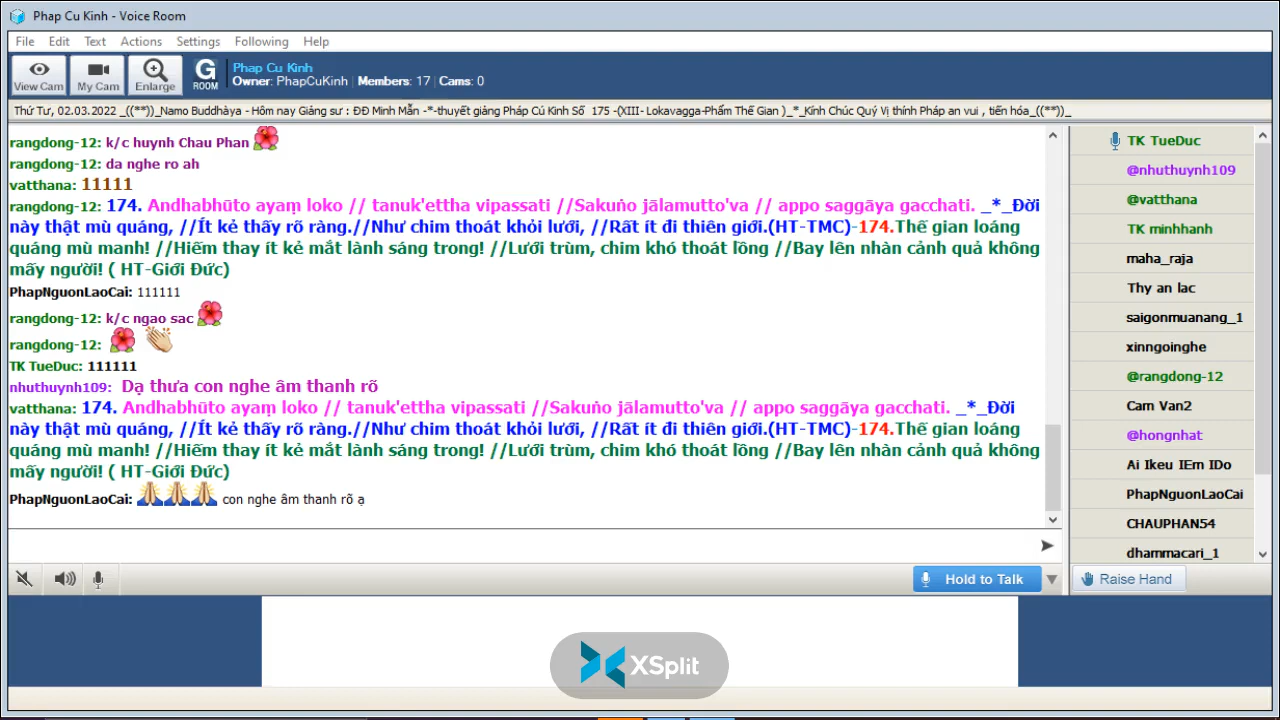 Phap Cu Kinh - Voice Room
File Edit Text Actions Settings Following Help
View Cam My Cam Enlarge G ROOM
Phap Cu Kinh
Owner: PhapCuKinh | Members: 17 | Cams: 0
Thứ Tư, 02.03.2022 _((**))_Namo Buddhàya - Hôm nay Giảng sư : ĐĐ Minh Mẫn -*-thuyết giảng Pháp Cú Kinh Số 175 -(XIII- Lokavagga-Phẩm Thế Gian )_*_Kính Chúc Quý Vị thính Pháp an vui , tiến hóa_((**))_
rangdong-12: k/c huynh Chau Phan
rangdong-12: da nghe ro ah
vatthana: 11111
rangdong-12: 174. Andhabhūto ayaṃ loko // tanuk'ettha vipassati //Sakuṅo jālamutto'va // appo saggāya gacchati. _*_Đời
này thật mù quáng, //Ít kẻ thấy rõ ràng.//Như chim thoát khỏi lưới, //Rất ít đi thiên giới.(HT-TMC)-174.Thế gian loáng
quáng mù manh! //Hiếm thay ít kẻ mắt lành sáng trong! //Lưới trùm, chim khó thoát lồng //Bay lên nhàn cảnh quả không
mấy người! ( HT-Giới Đức)
PhapNguonLaoCai: 111111
rangdong-12: k/c ngao sac
rangdong-12:
TK TueDuc: 111111
nhuthuynh109: Dạ thưa con nghe âm thanh rõ
vatthana: 174. Andhabhūto ayaṃ loko // tanuk'ettha vipassati //Sakuṅo jālamutto'va // appo saggāya gacchati. _*_Đời
này thật mù quáng, //Ít kẻ thấy rõ ràng.//Như chim thoát khỏi lưới, //Rất ít đi thiên giới.(HT-TMC)-174.Thế gian loáng
quáng mù manh! //Hiếm thay ít kẻ mắt lành sáng trong! //Lưới trùm, chim khó thoát lồng //Bay lên nhàn cảnh quả không
mấy người! ( HT-Giới Đức)
PhapNguonLaoCai: con nghe âm thanh rõ ạ
TK TueDuc
@nhuthuynh109
@vatthana
TK minhhanh
maha_raja
Thy an lac
saigonmuanang_1
xinngoinghe
@rangdong-12
Cam Van2
@hongnhat
Ai Ikeu IEm IDo
PhapNguonLaoCai
CHAUPHAN54
dhammacari_1
Hold to Talk
Raise Hand
XSplit